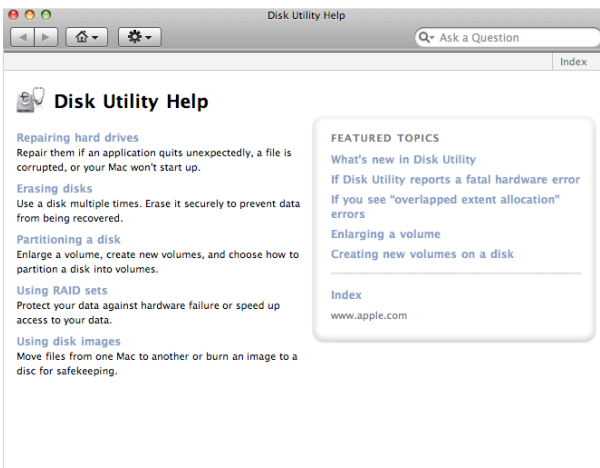 Disk Utility Help
Ask a Question
Index
Disk Utility Help
Repairing hard drives
Repair them if an application quits unexpectedly, a file is
corrupted, or your Mac won't start up.
Erasing disks
Use a disk multiple times. Erase it securely to prevent data
from being recovered.
Partitioning a disk
Enlarge a volume, create new volumes, and choose how to
partition a disk into volumes.
Using RAID sets
Protect your data against hardware failure or speed up
access to your data.
Using disk images
Move files from one Mac to another or burn an image to a
disc for safekeeping.
FEATURED TOPICS
What's new in Disk Utility
If Disk Utility reports a fatal hardware error
If you see "overlapped extent allocation"
errors
Enlarging a volume
Creating new volumes on a disk
Index
www.apple.com